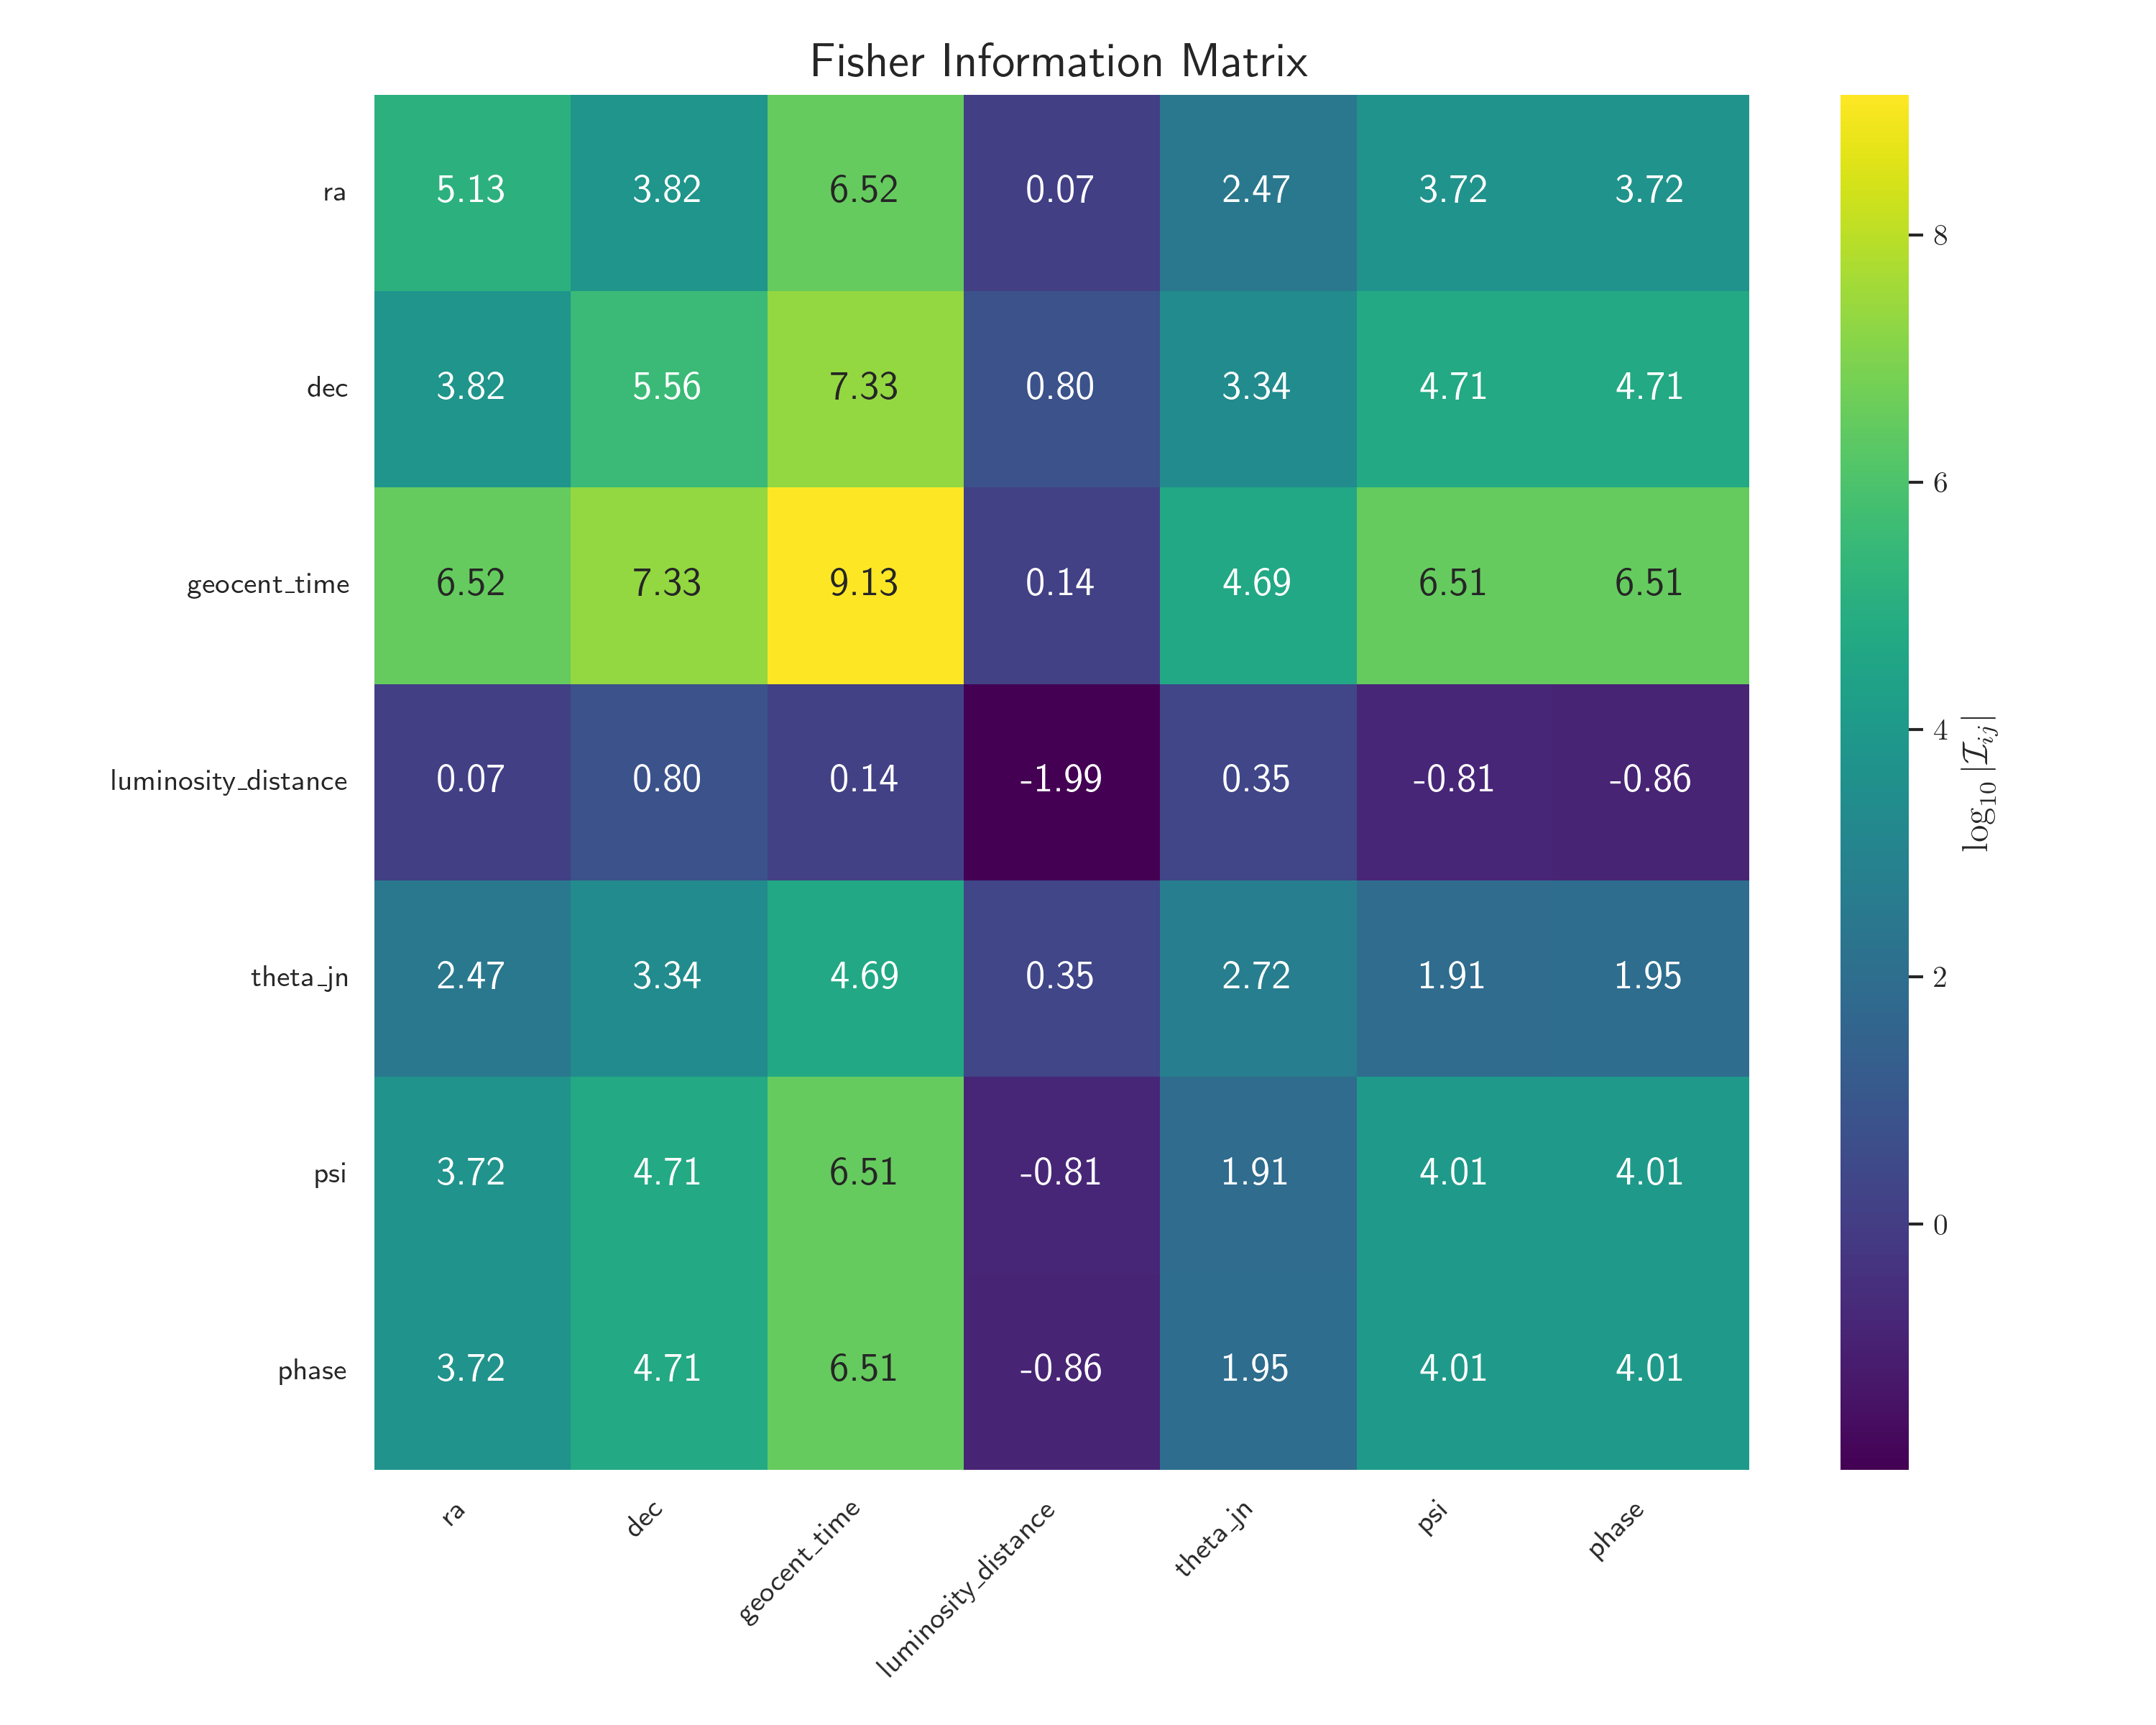 Fisher Information Matrix
ra 5.13 3.82 6.52 0.07 2.47 3.72 3.72
dec 3.82 5.56 7.33 0.80 3.34 4.71 4.71
geocent_time 6.52 7.33 9.13 0.14 4.69 6.51 6.51
luminosity_distance 0.07 0.80 0.14 -1.99 0.35 -0.81 -0.86
theta_jn 2.47 3.34 4.69 0.35 2.72 1.91 1.95
psi 3.72 4.71 6.51 -0.81 1.91 4.01 4.01
phase 3.72 4.71 6.51 -0.86 1.95 4.01 4.01
ra dec geocent_time luminosity_distance theta_jn psi phase
8
6
4
2
0
log₁₀ |ℐᵢⱼ|